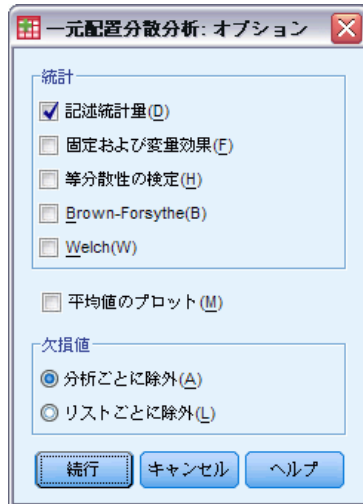 一元配置分散分析: オプション
統計
記述統計量(D)
固定および変量効果(F)
等分散性の検定(H)
Brown-Forsythe(B)
Welch(W)
平均値のプロット(M)
欠損値
分析ごとに除外(A)
リストごとに除外(L)
続行 キャンセル ヘルプ